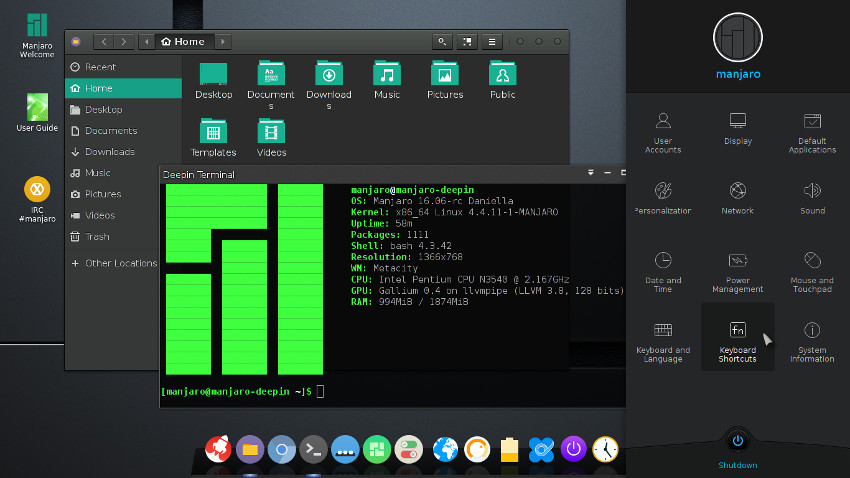 Manjaro
Welcome
User Guide
IRC
#manjaro
Home
Recent
Home
Desktop
Documents
Downloads
Music
Pictures
Videos
Trash
Other Locations
Desktop
Document
s
Download
s
Music
Pictures
Public
Templates
Videos
Deepin Terminal
manjaro@manjaro-deepin
OS: Manjaro 16.06-rc Daniella
Kernel: x86_64 Linux 4.4.11-1-MANJARO
Uptime: 58m
Packages: 1111
Shell: bash 4.3.42
Resolution: 1366x768
WM: Metacity
CPU: Intel Pentium CPU N3540 @ 2.167GHz
GPU: Gallium 0.4 on llvmpipe (LLVM 3.8, 128 bits)
RAM: 994MiB / 1874MiB
[manjaro@manjaro-deepin ~]$
manjaro
User
Accounts
Display
Default
Applications
Personalization
Network
Sound
Date and
Time
Power
Management
Mouse and
Touchpad
Keyboard and
Language
fn
Keyboard
Shortcuts
System
Information
Shutdown